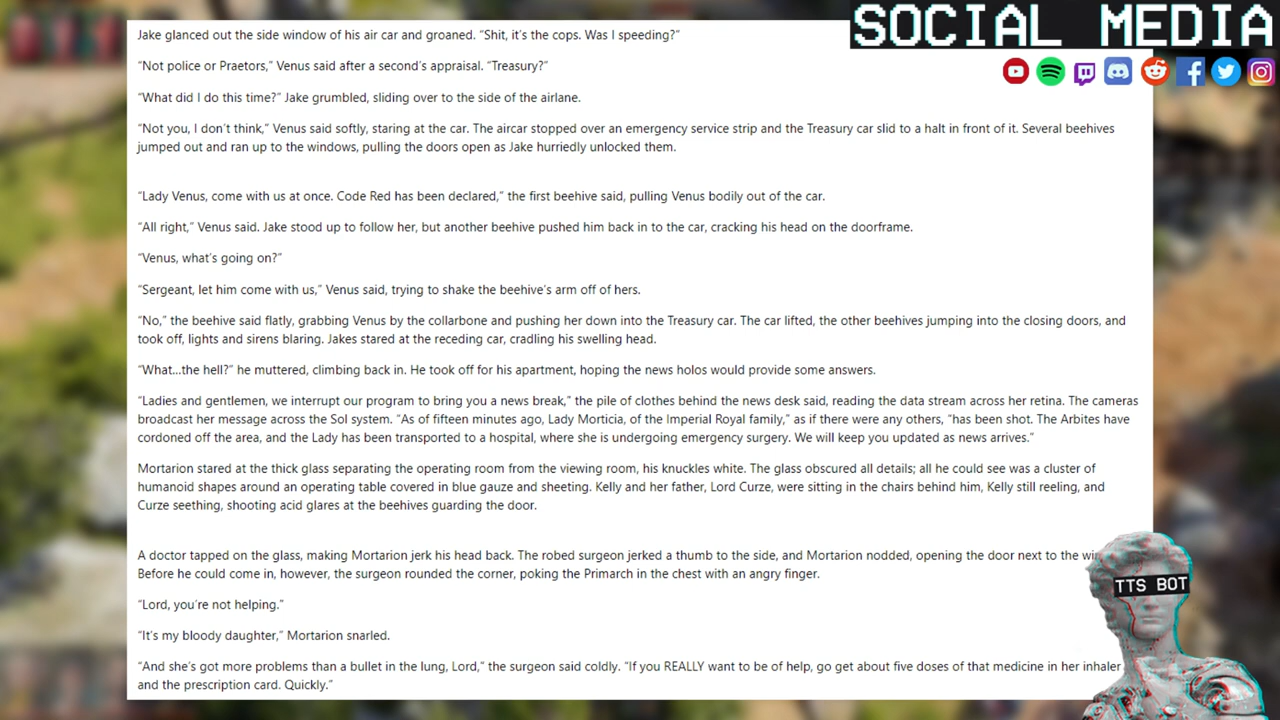 SOCIAL MEDIA
Jake glanced out the side window of his air car and groaned. “Shit, it’s the cops. Was I speeding?”
“Not police or Praetors,” Venus said after a second’s appraisal. “Treasury?”
“What did I do this time?” Jake grumbled, sliding over to the side of the airlane.
“Not you, I don’t think,” Venus said softly, staring at the car. The aircar stopped over an emergency service strip and the Treasury car slid to a halt in front of it. Several beehives
jumped out and ran up to the windows, pulling the doors open as Jake hurriedly unlocked them.
“Lady Venus, come with us at once. Code Red has been declared,” the first beehive said, pulling Venus bodily out of the car.
“All right,” Venus said. Jake stood up to follow her, but another beehive pushed him back in to the car, cracking his head on the doorframe.
“Venus, what’s going on?”
“Sergeant, let him come with us,” Venus said, trying to shake the beehive’s arm off of hers.
“No,” the beehive said flatly, grabbing Venus by the collarbone and pushing her down into the Treasury car. The car lifted, the other beehives jumping into the closing doors, and
took off, lights and sirens blaring. Jakes stared at the receding car, cradling his swelling head.
“What...the hell?” he muttered, climbing back in. He took off for his apartment, hoping the news holos would provide some answers.
“Ladies and gentlemen, we interrupt our program to bring you a news break,” the pile of clothes behind the news desk said, reading the data stream across her retina. The cameras
broadcast her message across the Sol system. “As of fifteen minutes ago, Lady Morticia, of the Imperial Royal family,” as if there were any others, “has been shot. The Arbites have
cordoned off the area, and the Lady has been transported to a hospital, where she is undergoing emergency surgery. We will keep you updated as news arrives.”
Mortarion stared at the thick glass separating the operating room from the viewing room, his knuckles white. The glass obscured all details; all he could see was a cluster of
humanoid shapes around an operating table covered in blue gauze and sheeting. Kelly and her father, Lord Curze, were sitting in the chairs behind him, Kelly still reeling, and
Curze seething, shooting acid glares at the beehives guarding the door.
A doctor tapped on the glass, making Mortarion jerk his head back. The robed surgeon jerked a thumb to the side, and Mortarion nodded, opening the door next to the
Before he could come in, however, the surgeon rounded the corner, poking the Primarch in the chest with an angry finger.
“Lord, you’re not helping.”
“It’s my bloody daughter,” Mortarion snarled.
“And she’s got more problems than a bullet in the lung, Lord,” the surgeon said coldly. “If you REALLY want to be of help, go get about five doses of that medicine in her inhaler
and the prescription card. Quickly.”
TTS BOT